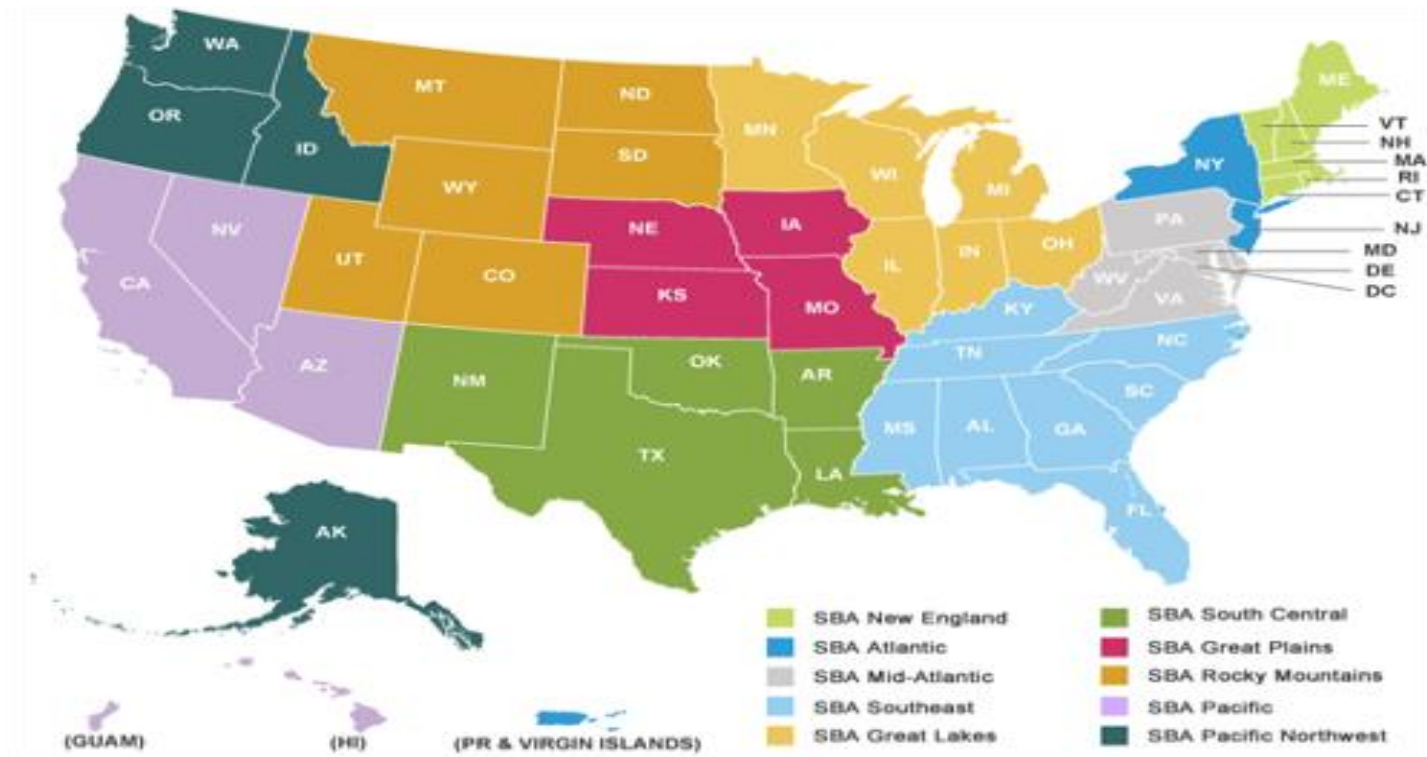 WA
MT
ND
MN
ME
OR
ID
SD
WI
MI
NY
VT
NH
MA
RI
CT
WY
NE
IA
PA
NJ
NV
UT
CO
KS
MO
IL
IN
OH
WV
VA
MD
DE
DC
CA
AZ
NM
OK
AR
TN
KY
NC
SC
MS
AL
GA
TX
LA
FL
AK
(GUAM)
(HI)
(PR & VIRGIN ISLANDS)
SBA New England
SBA Atlantic
SBA Mid-Atlantic
SBA Southeast
SBA Great Lakes
SBA South Central
SBA Great Plains
SBA Rocky Mountains
SBA Pacific
SBA Pacific Northwest